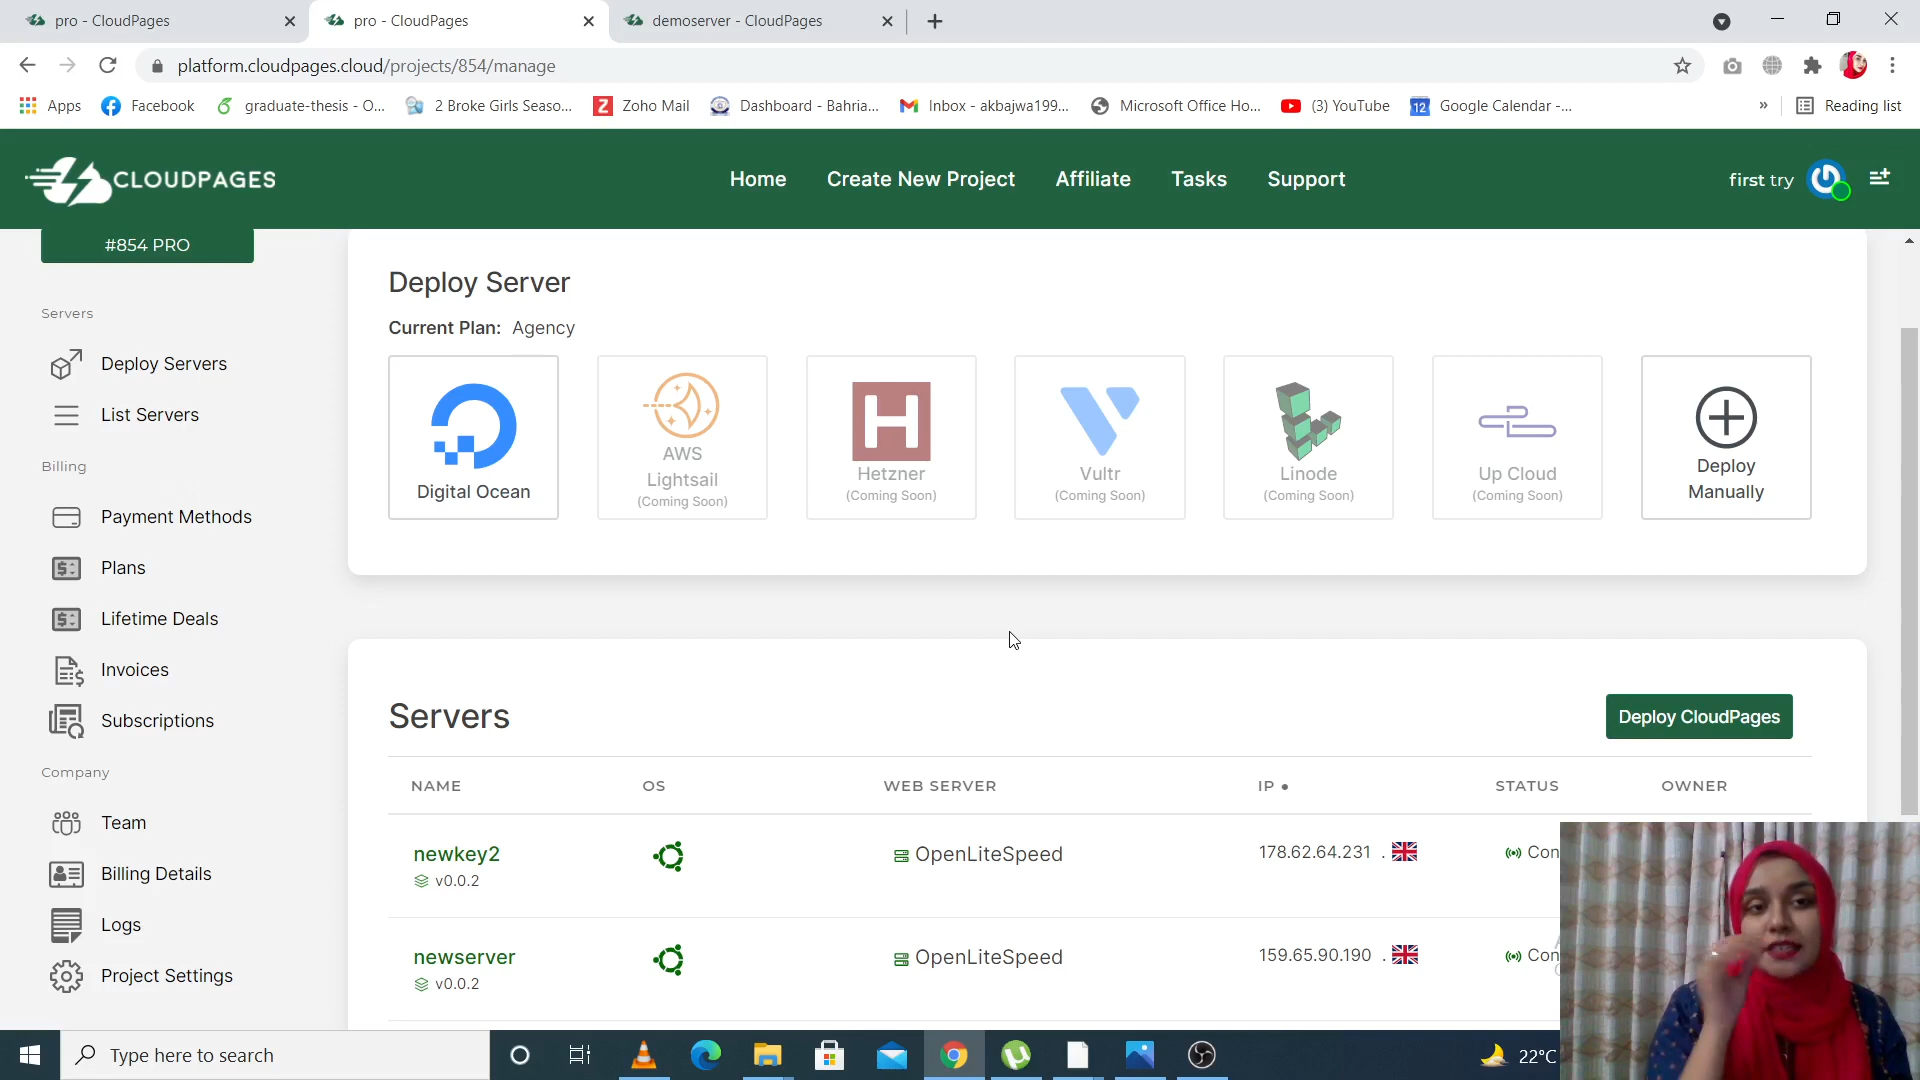 pro - CloudPages
pro - CloudPages
demoserver - CloudPages
platform.cloudpages.cloud/projects/854/manage
Apps
Facebook
graduate-thesis - O...
2 Broke Girls Seaso...
Zoho Mail
Dashboard - Bahria...
Inbox - akbajwa199...
Microsoft Office Ho...
(3) YouTube
12
Google Calendar -...
»
Reading list
CLOUDPAGES
Home
Create New Project
Affiliate
Tasks
Support
first try
#854 PRO
Servers
Deploy Servers
List Servers
Billing
Payment Methods
Plans
Lifetime Deals
Invoices
Subscriptions
Company
Team
Billing Details
Logs
Project Settings
Deploy Server
Current Plan: Agency
Digital Ocean
AWS
Lightsail
(Coming Soon)
H
Hetzner
(Coming Soon)
Vultr
(Coming Soon)
Linode
(Coming Soon)
Up Cloud
(Coming Soon)
Deploy
Manually
Servers
Deploy CloudPages
NAME
OS
WEB SERVER
IP
STATUS
OWNER
newkey2
v0.0.2
OpenLiteSpeed
178.62.64.231 .
Con
newserver
v0.0.2
OpenLiteSpeed
159.65.90.190 .
Con
Type here to search
22°C